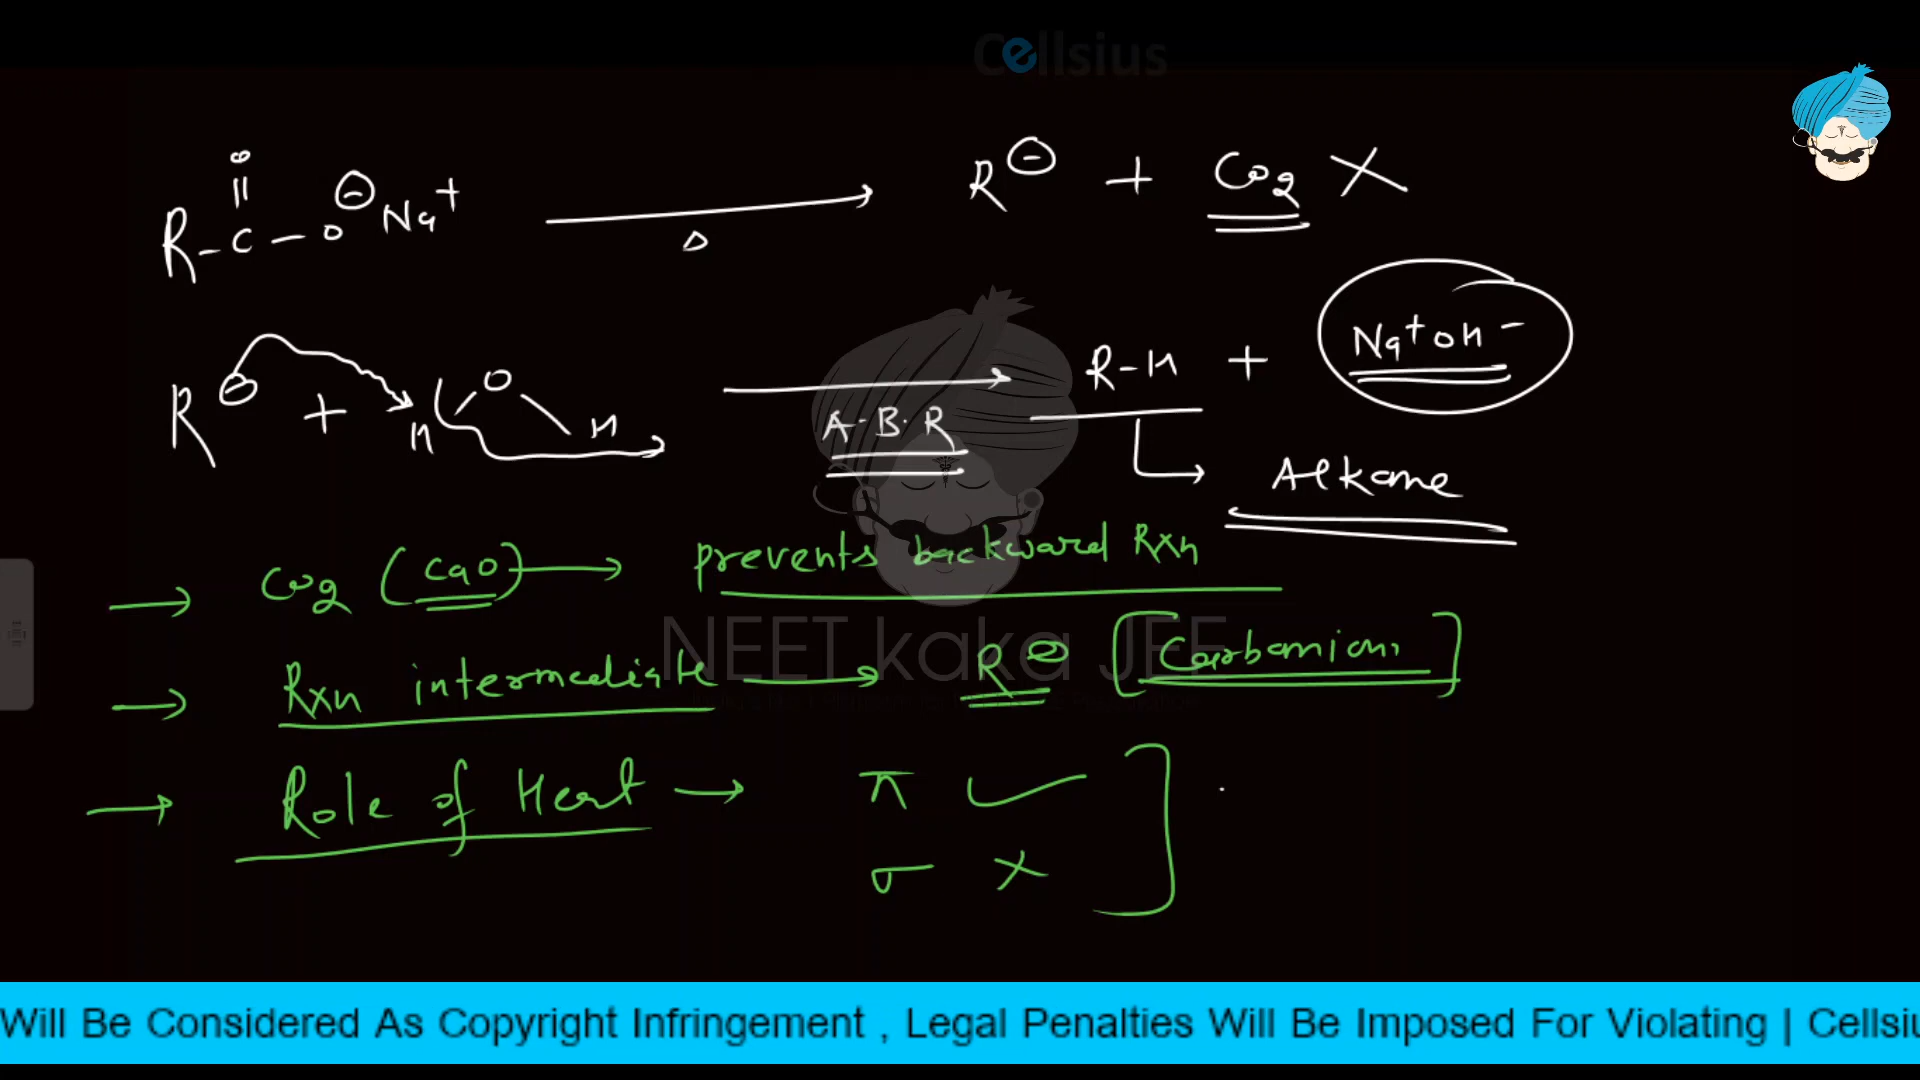 Cellsius
R-C(=O)-O⊖ Na+ →Δ R⊖ + CO2 X
R⊖ + H-O-H →A.B.R R-H + Na+OH-
Alkane
→ CO2 (CaO) → prevents backward Rxn
NEET kaka JEE
→ Rxn intermediate → R⊖ [Carbanion]
→ Role of Heat → π ✓
σ ×
Will Be Considered As Copyright Infringement , Legal Penalties Will Be Imposed For Violating | Cellsiu